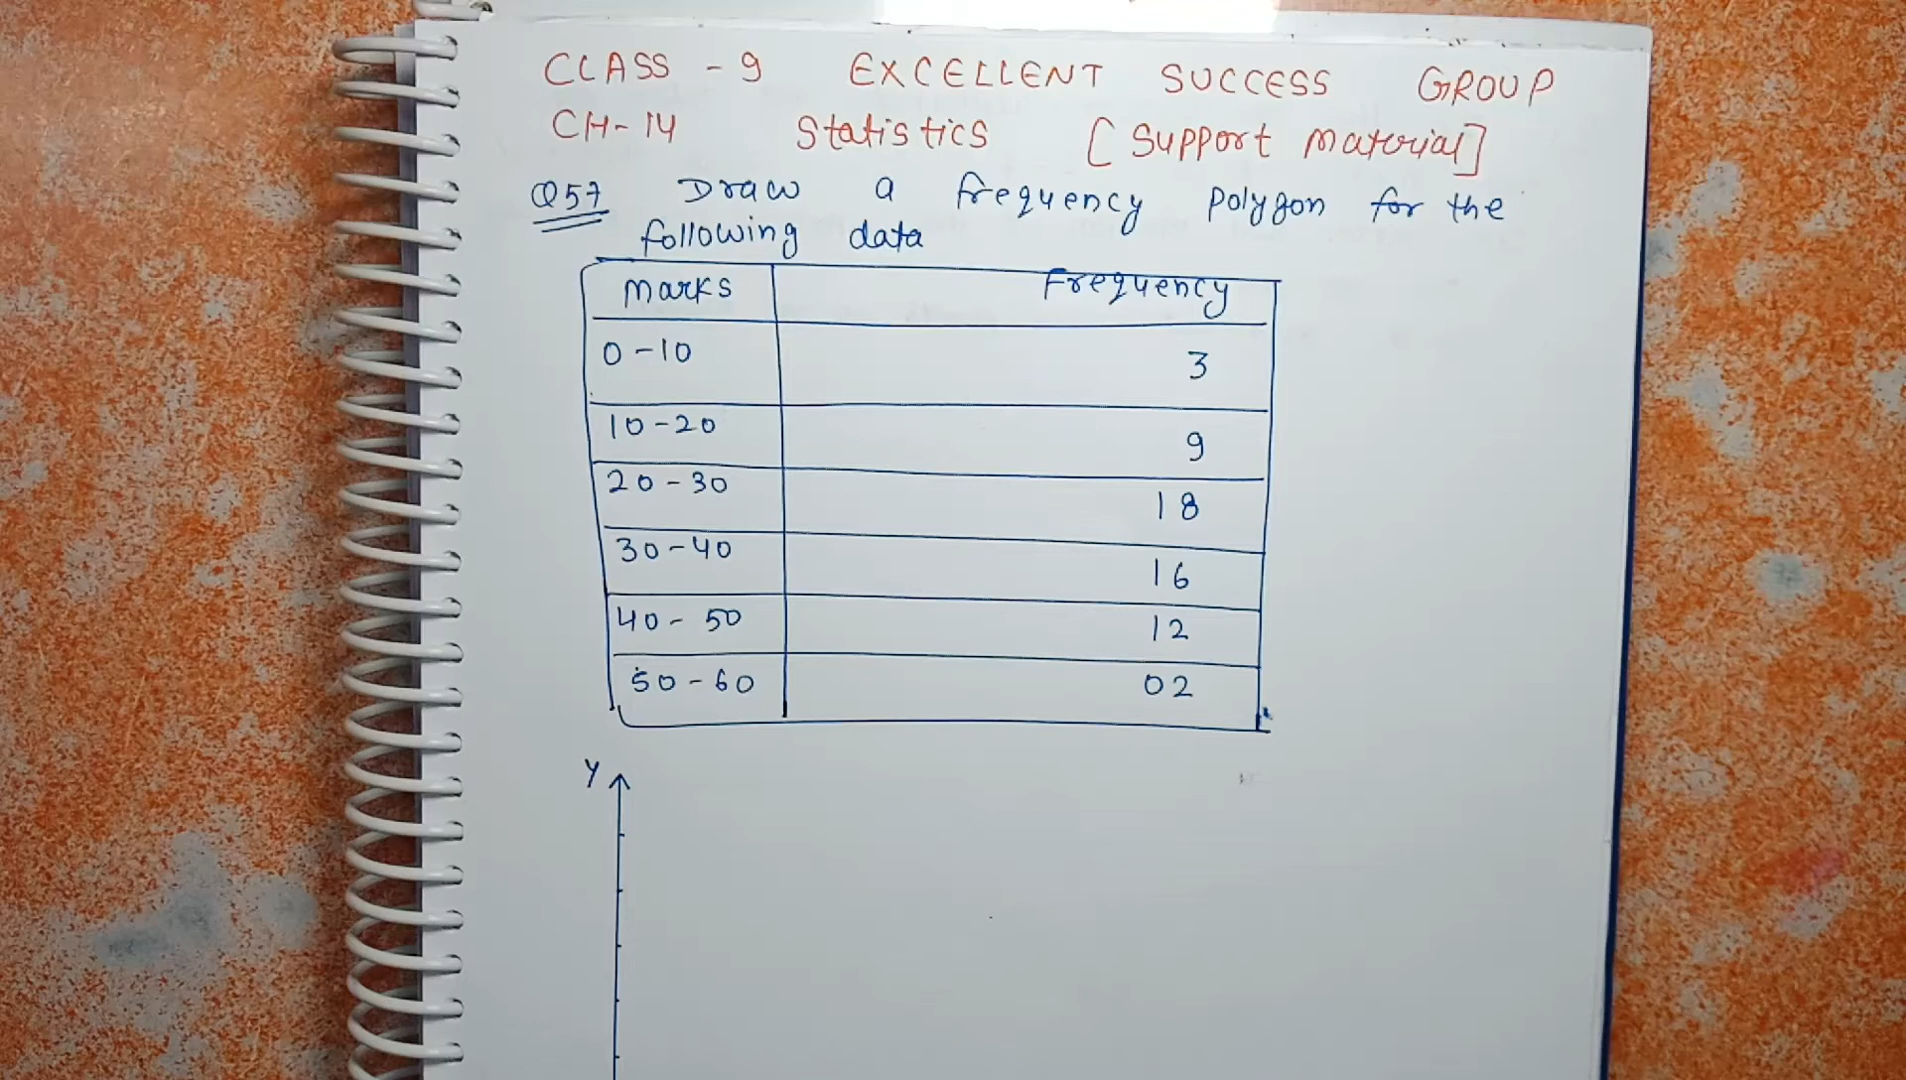 CLASS - 9 EXCELLENT SUCCESS GROUP
CH-14 Statistics [Support Material]
Q57 Draw a frequency polygon for the
following data
Marks Frequency
0-10 3
10-20 9
20-30 18
30-40 16
40-50 12
50-60 02
Y